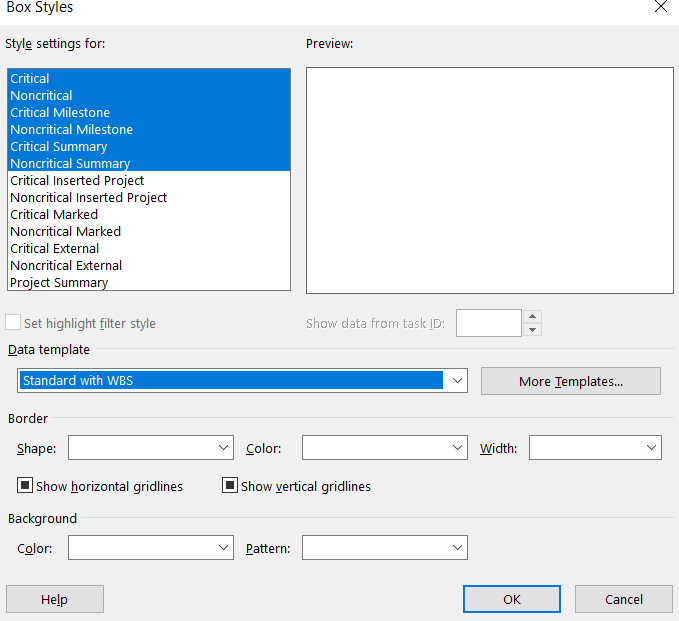 Box Styles
Style settings for:
Preview:
Critical
Noncritical
Critical Milestone
Noncritical Milestone
Critical Summary
Noncritical Summary
Critical Inserted Project
Noncritical Inserted Project
Critical Marked
Noncritical Marked
Critical External
Noncritical External
Project Summary
Set highlight filter style
Show data from task ID:
Data template
Standard with WBS
More Templates...
Border
Shape:
Color:
Width:
Show horizontal gridlines
Show vertical gridlines
Background
Color:
Pattern:
Help
OK
Cancel